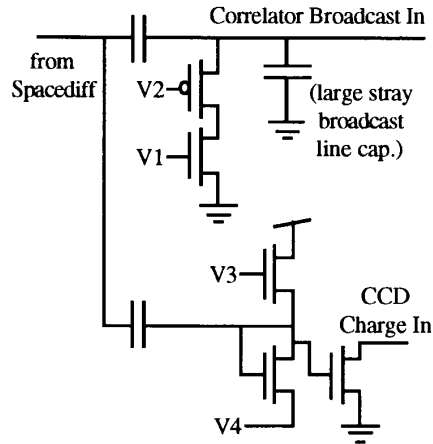 Correlator Broadcast In
from
Spacediff
V2
(large stray
broadcast
line cap.)
V1
V3
CCD
Charge In
V4